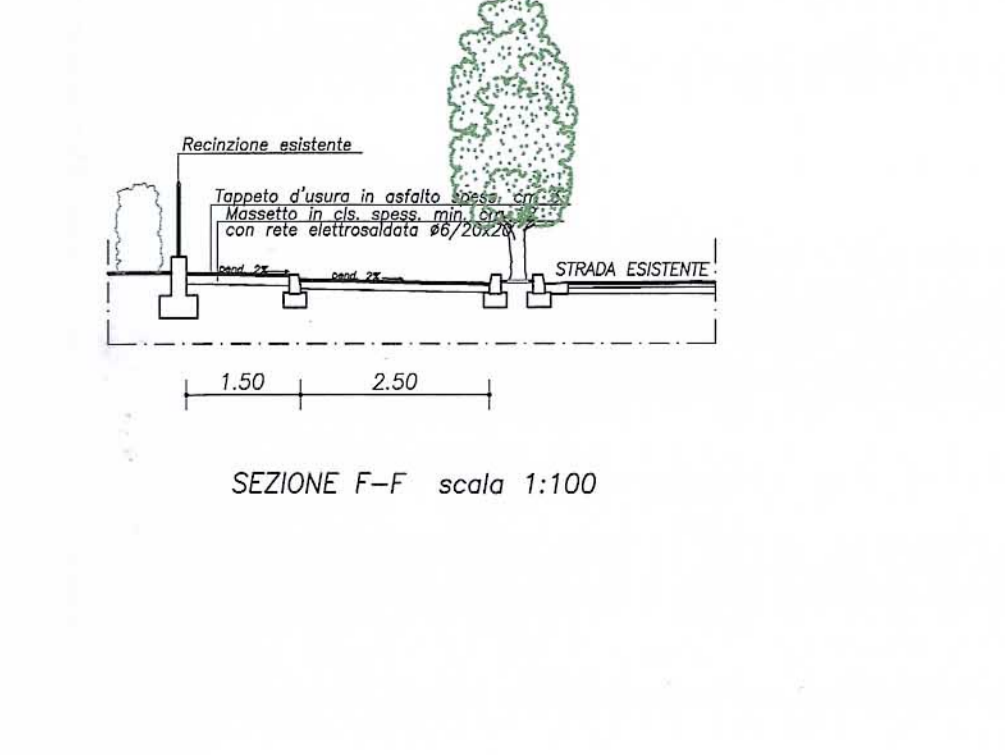 Recinzione esistente
Tappeto d'usura in asfalto spess. cm
Massetto in cls. spess. min. cm
con rete elettrosaldata ø6/20x20
pend. 2%
pend. 2%
STRADA ESISTENTE
1.50
2.50
SEZIONE F-F scala 1:100